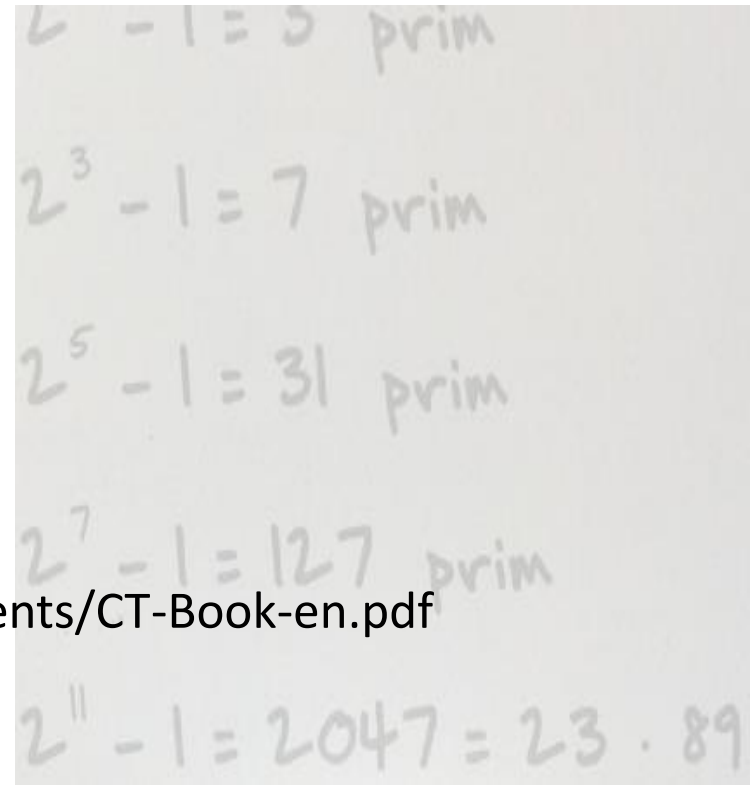 2 - 1 = 3 prim
2³ - 1 = 7 prim
2⁵ - 1 = 31 prim
2⁷ - 1 = 127 prim
ents/CT-Book-en.pdf
2¹¹ - 1 = 2047 = 23 · 89